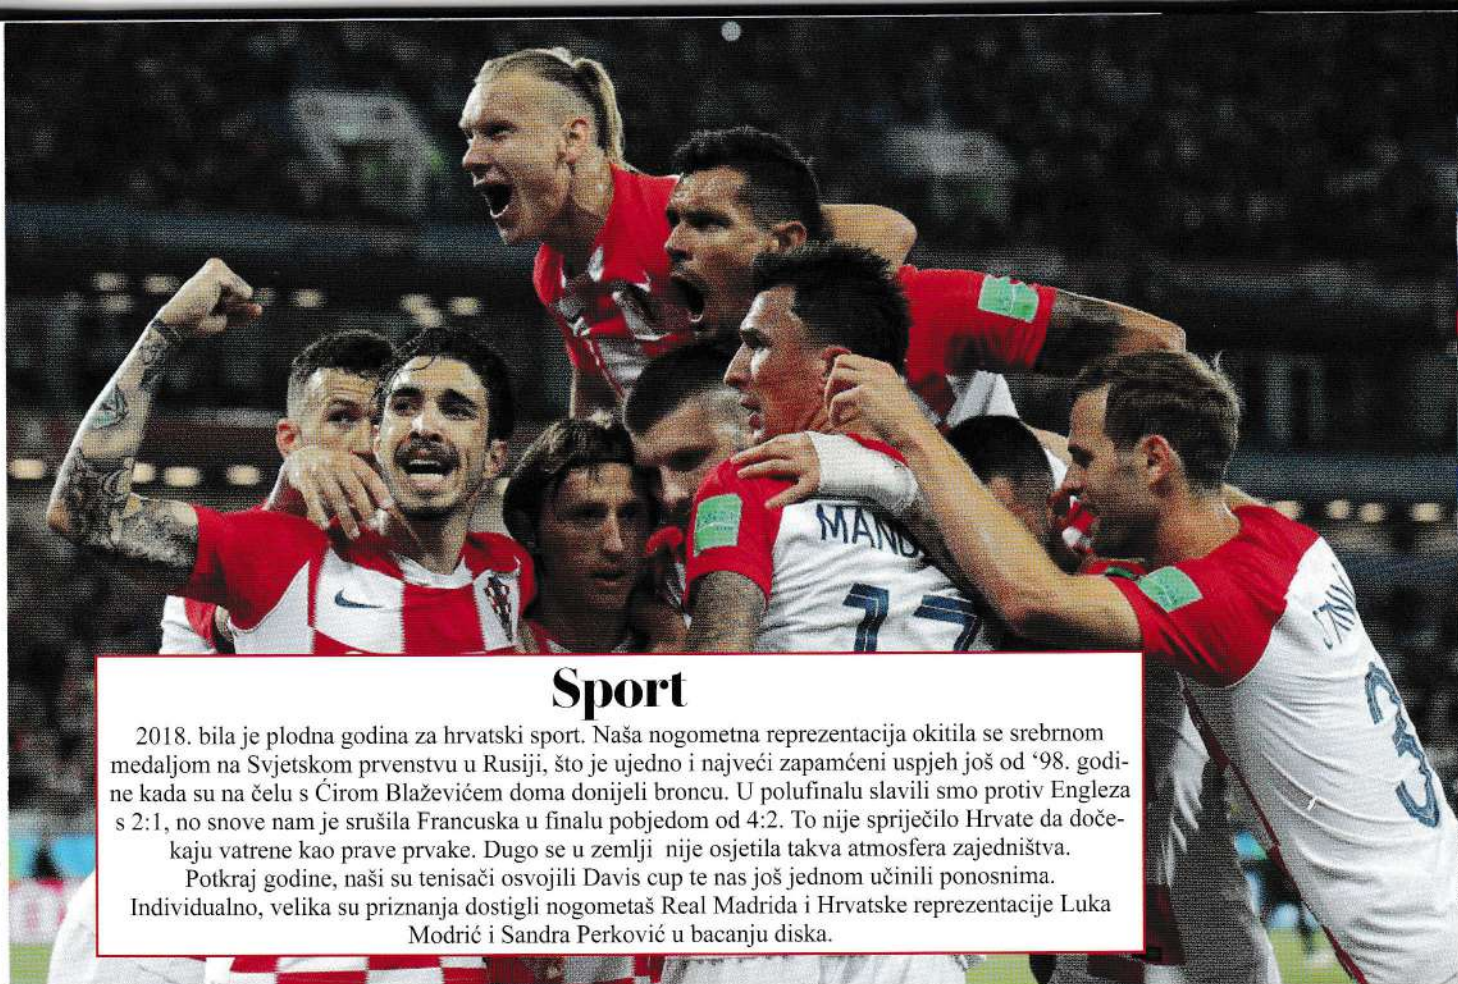 Sport
2018. bila je plodna godina za hrvatski sport. Naša nogometna reprezentacija okitila se srebrnom
medaljom na Svjetskom prvenstvu u Rusiji, što je ujedno i najveći zapamćeni uspjeh još od ‘98. godi-
ne kada su na čelu s Ćirom Blaževićem doma donijeli broncu. U polufinalu slavili smo protiv Engleza
s 2:1, no snove nam je srušila Francuska u finalu pobjedom od 4:2. To nije spriječilo Hrvate da doče-
kaju vatrene kao prave prvake. Dugo se u zemlji nije osjetila takva atmosfera zajedništva.
Potkraj godine, naši su tenisači osvojili Davis cup te nas još jednom učinili ponosnima.
Individualno, velika su priznanja dostigli nogometaš Real Madrida i Hrvatske reprezentacije Luka
Modrić i Sandra Perković u bacanju diska.
17
3